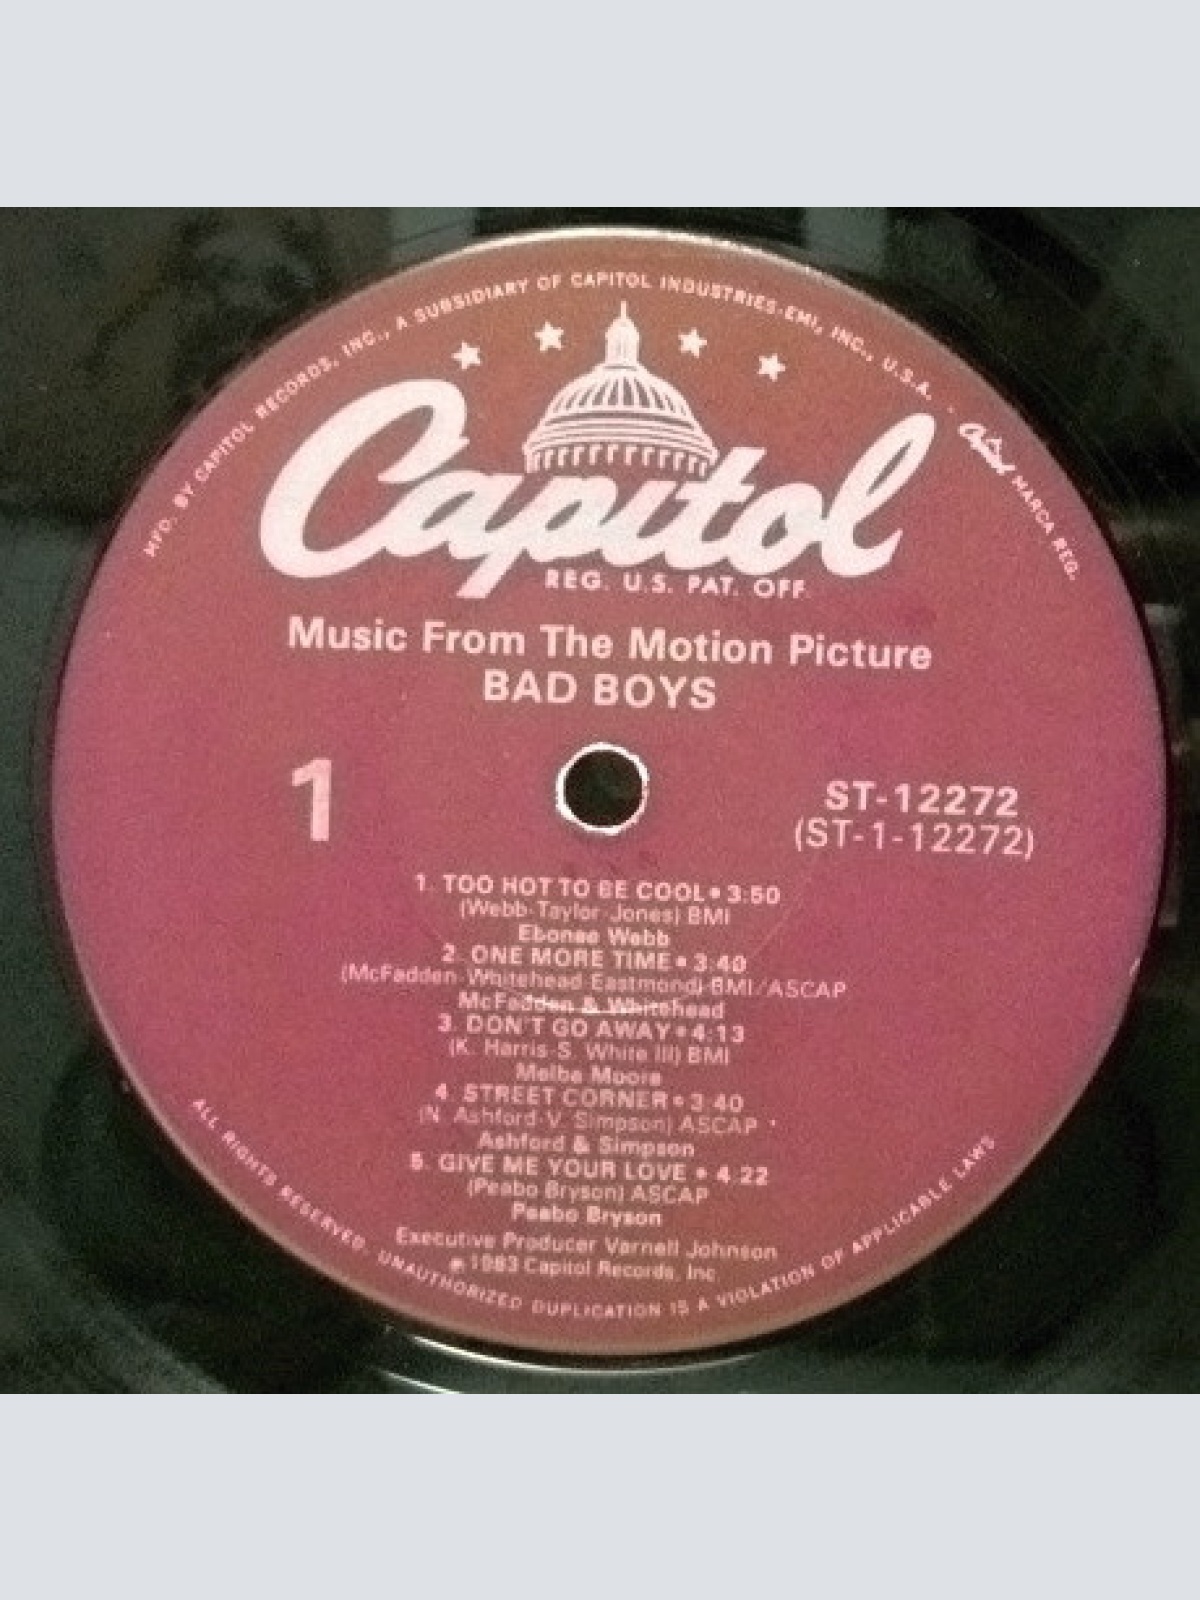 MFD. BY CAPITOL RECORDS, INC., A SUBSIDIARY OF CAPITOL INDUSTRIES-EMI, INC., U.S.A. · Capitol MARCA REG.
Capitol
REG. U.S. PAT. OFF.
Music From The Motion Picture
BAD BOYS
1
ST-12272
(ST-1-12272)
1. TOO HOT TO BE COOL • 3:50
(Webb-Taylor-Jones) BMI
Ebonee Webb
2. ONE MORE TIME • 3:40
(McFadden-Whitehead-Eastmond) BMI/ASCAP
McFadden & Whitehead
3. DON'T GO AWAY • 4:13
(K. Harris-S. White III) BMI
Melba Moore
4. STREET CORNER • 3:40
(N. Ashford-V. Simpson) ASCAP
Ashford & Simpson
5. GIVE ME YOUR LOVE • 4:22
(Peabo Bryson) ASCAP
Peabo Bryson
Executive Producer Varnell Johnson
℗ 1983 Capitol Records, Inc.
ALL RIGHTS RESERVED. UNAUTHORIZED DUPLICATION IS A VIOLATION OF APPLICABLE LAWS